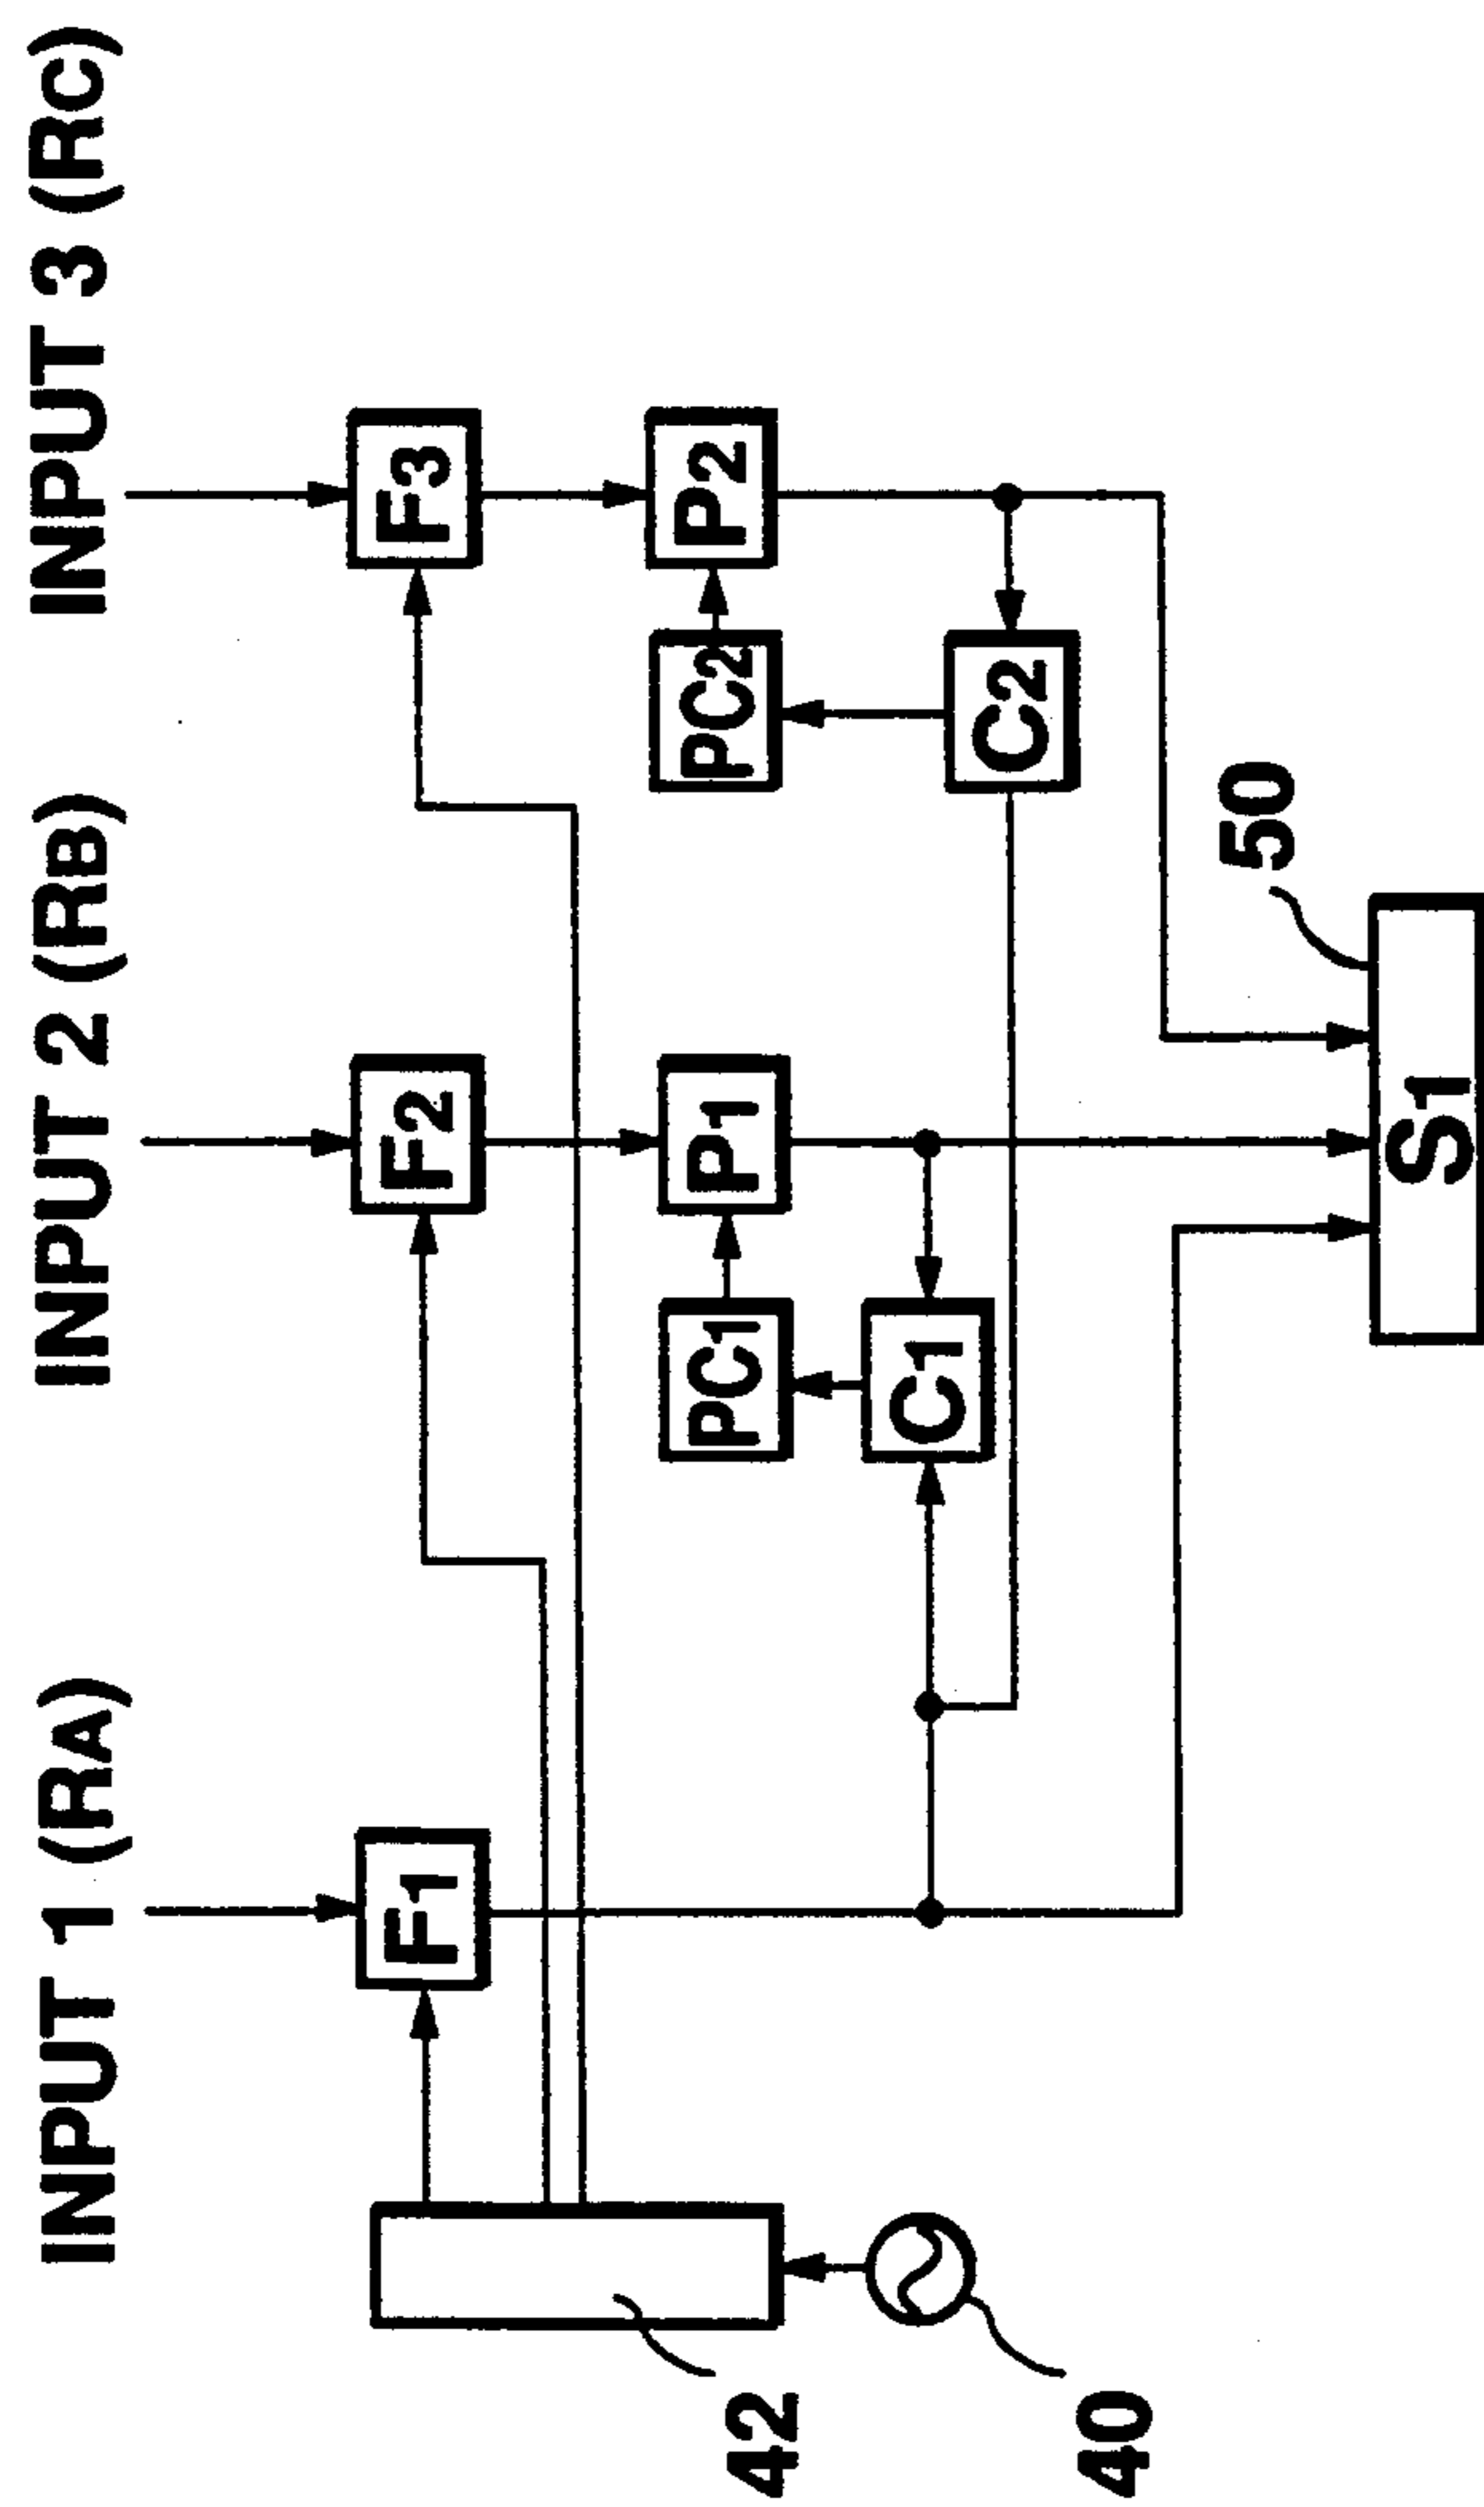 INPUT 1 (RA)
INPUT 2 (RB)
INPUT 3 (RC)
F1
F2
F3
PC1
P1
PC2
P2
C1
C2
42
40
50
S1